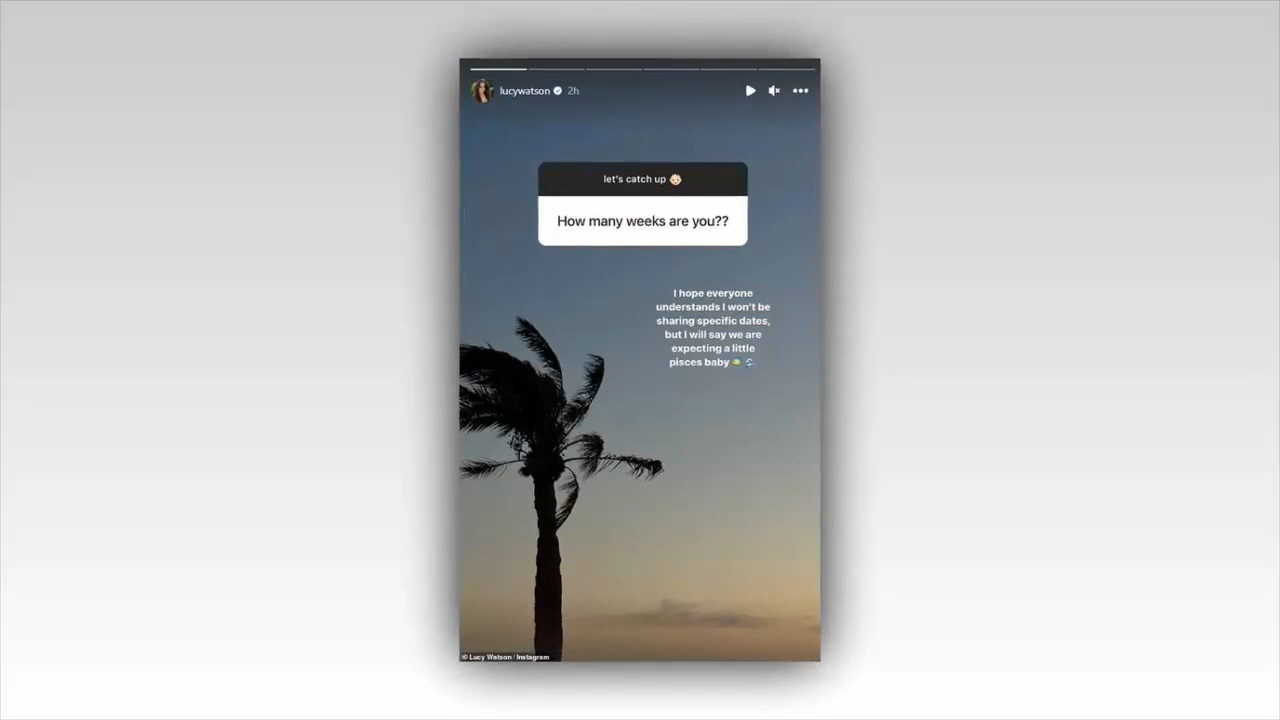 lucywatson 2h
let's catch up 👶🏻
How many weeks are you??
I hope everyone
understands I won't be
sharing specific dates,
but I will say we are
expecting a little
pisces baby
© Lucy Watson / Instagram